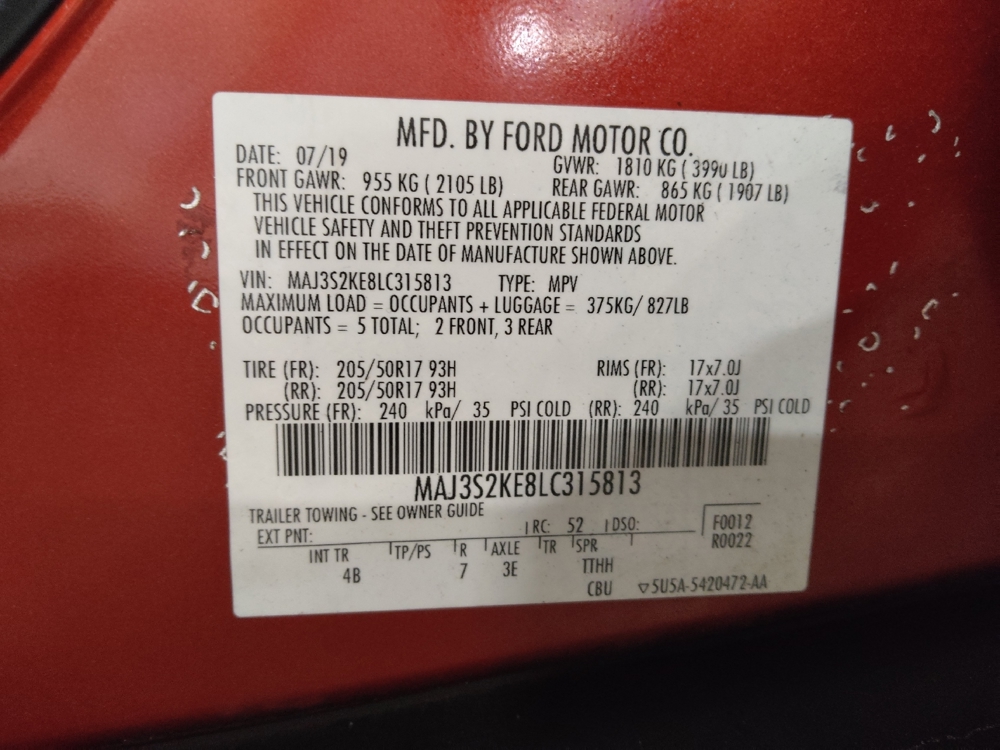 MFD. BY FORD MOTOR CO.
DATE: 07/19 GVWR: 1810 KG ( 3990 LB)
FRONT GAWR: 955 KG ( 2105 LB) REAR GAWR: 865 KG ( 1907 LB)
THIS VEHICLE CONFORMS TO ALL APPLICABLE FEDERAL MOTOR
VEHICLE SAFETY AND THEFT PREVENTION STANDARDS
IN EFFECT ON THE DATE OF MANUFACTURE SHOWN ABOVE.
VIN: MAJ3S2KE8LC315813 TYPE: MPV
MAXIMUM LOAD = OCCUPANTS + LUGGAGE = 375KG/ 827LB
OCCUPANTS = 5 TOTAL; 2 FRONT, 3 REAR
TIRE (FR): 205/50R17 93H RIMS (FR): 17x7.0J
(RR): 205/50R17 93H (RR): 17x7.0J
PRESSURE (FR): 240 kPa/ 35 PSI COLD (RR): 240 kPa/ 35 PSI COLD
MAJ3S2KE8LC315813
TRAILER TOWING - SEE OWNER GUIDE
EXT PNT: RC: 52 DSO: F0012
R0022
INT TR TP/PS R AXLE TR SPR
4B 7 3E TTHH
CBU ▽5U5A-5420472-AA